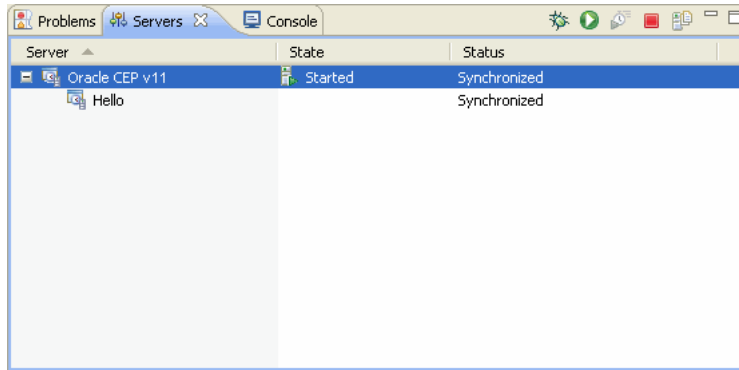 Problems Servers Console
Server State Status
Oracle CEP v11 Started Synchronized
Hello Synchronized